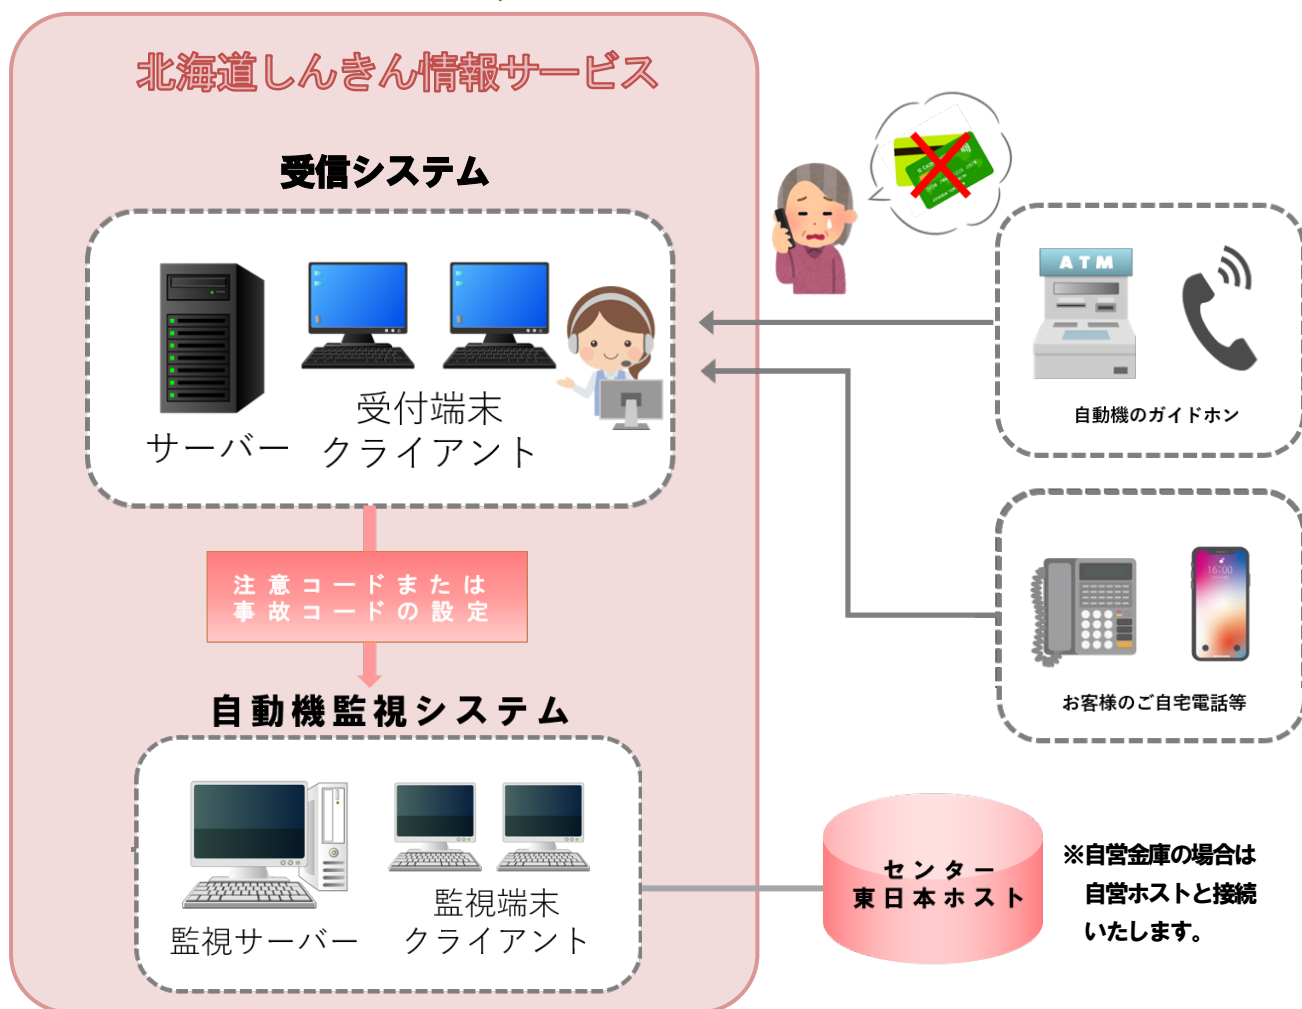 北海道しんきん情報サービス
受信システム
サーバー
受付端末
クライアント
ATM
自動機のガイドホン
注意コードまたは
事故コードの設定
16:00
お客様のご自宅電話等
自動機監視システム
監視サーバー
監視端末
クライアント
センター
東日本ホスト
※自営金庫の場合は
自営ホストと接続
いたします。